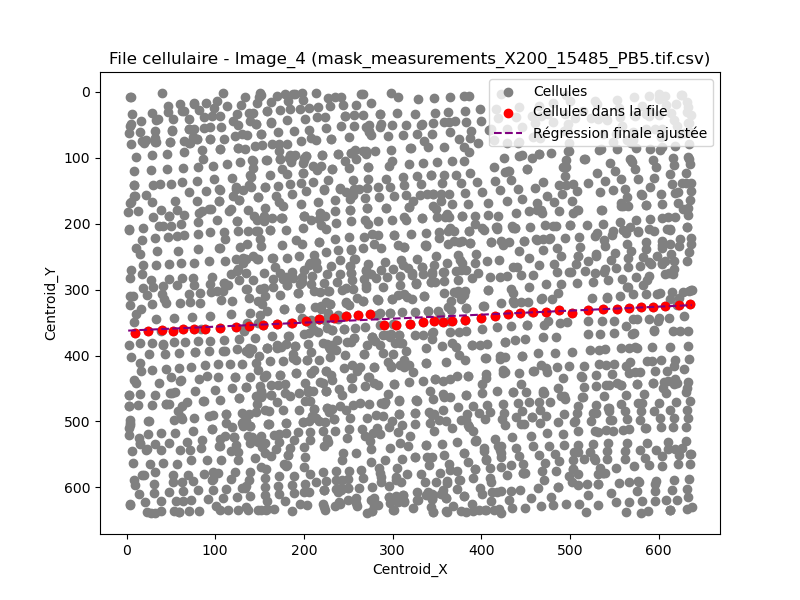 File cellulaire - Image_4 (mask_measurements_X200_15485_PB5.tif.csv)
Cellules
Cellules dans la file
Régression finale ajustée
0
100
200
300
400
500
600
Centroid_Y
0 100 200 300 400 500 600
Centroid_X